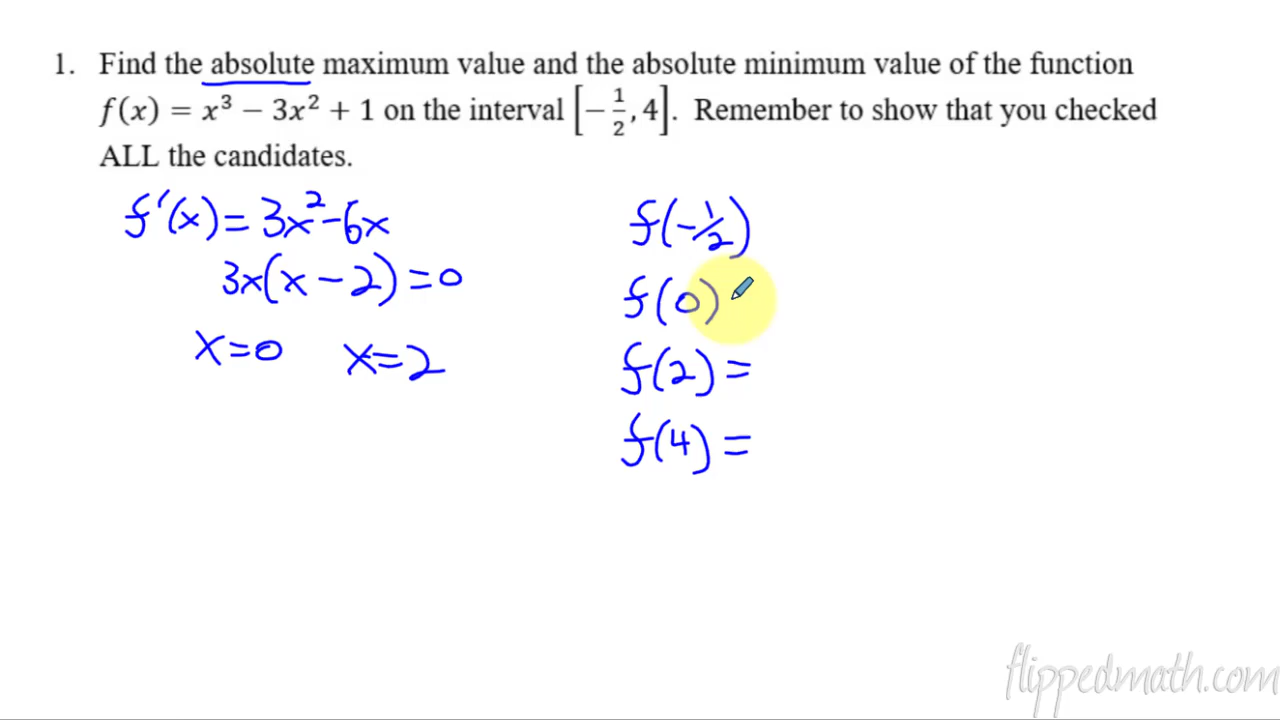 1. Find the absolute maximum value and the absolute minimum value of the function
f(x) = x³ − 3x² + 1 on the interval [−1/2, 4]. Remember to show that you checked
ALL the candidates.
f'(x) = 3x² − 6x
3x(x − 2) = 0
x = 0 x = 2
f(−1/2)
f(0)
f(2) =
f(4) =
flippedmath.com